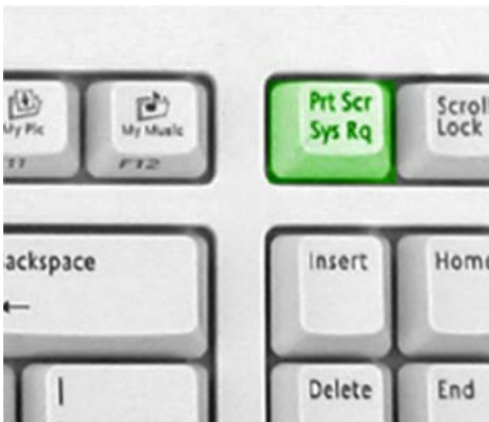 My Pic
My Music
F12
Prt Scr
Sys Rq
Scroll
Lock
ackspace
←
Insert
Home
|
Delete
End